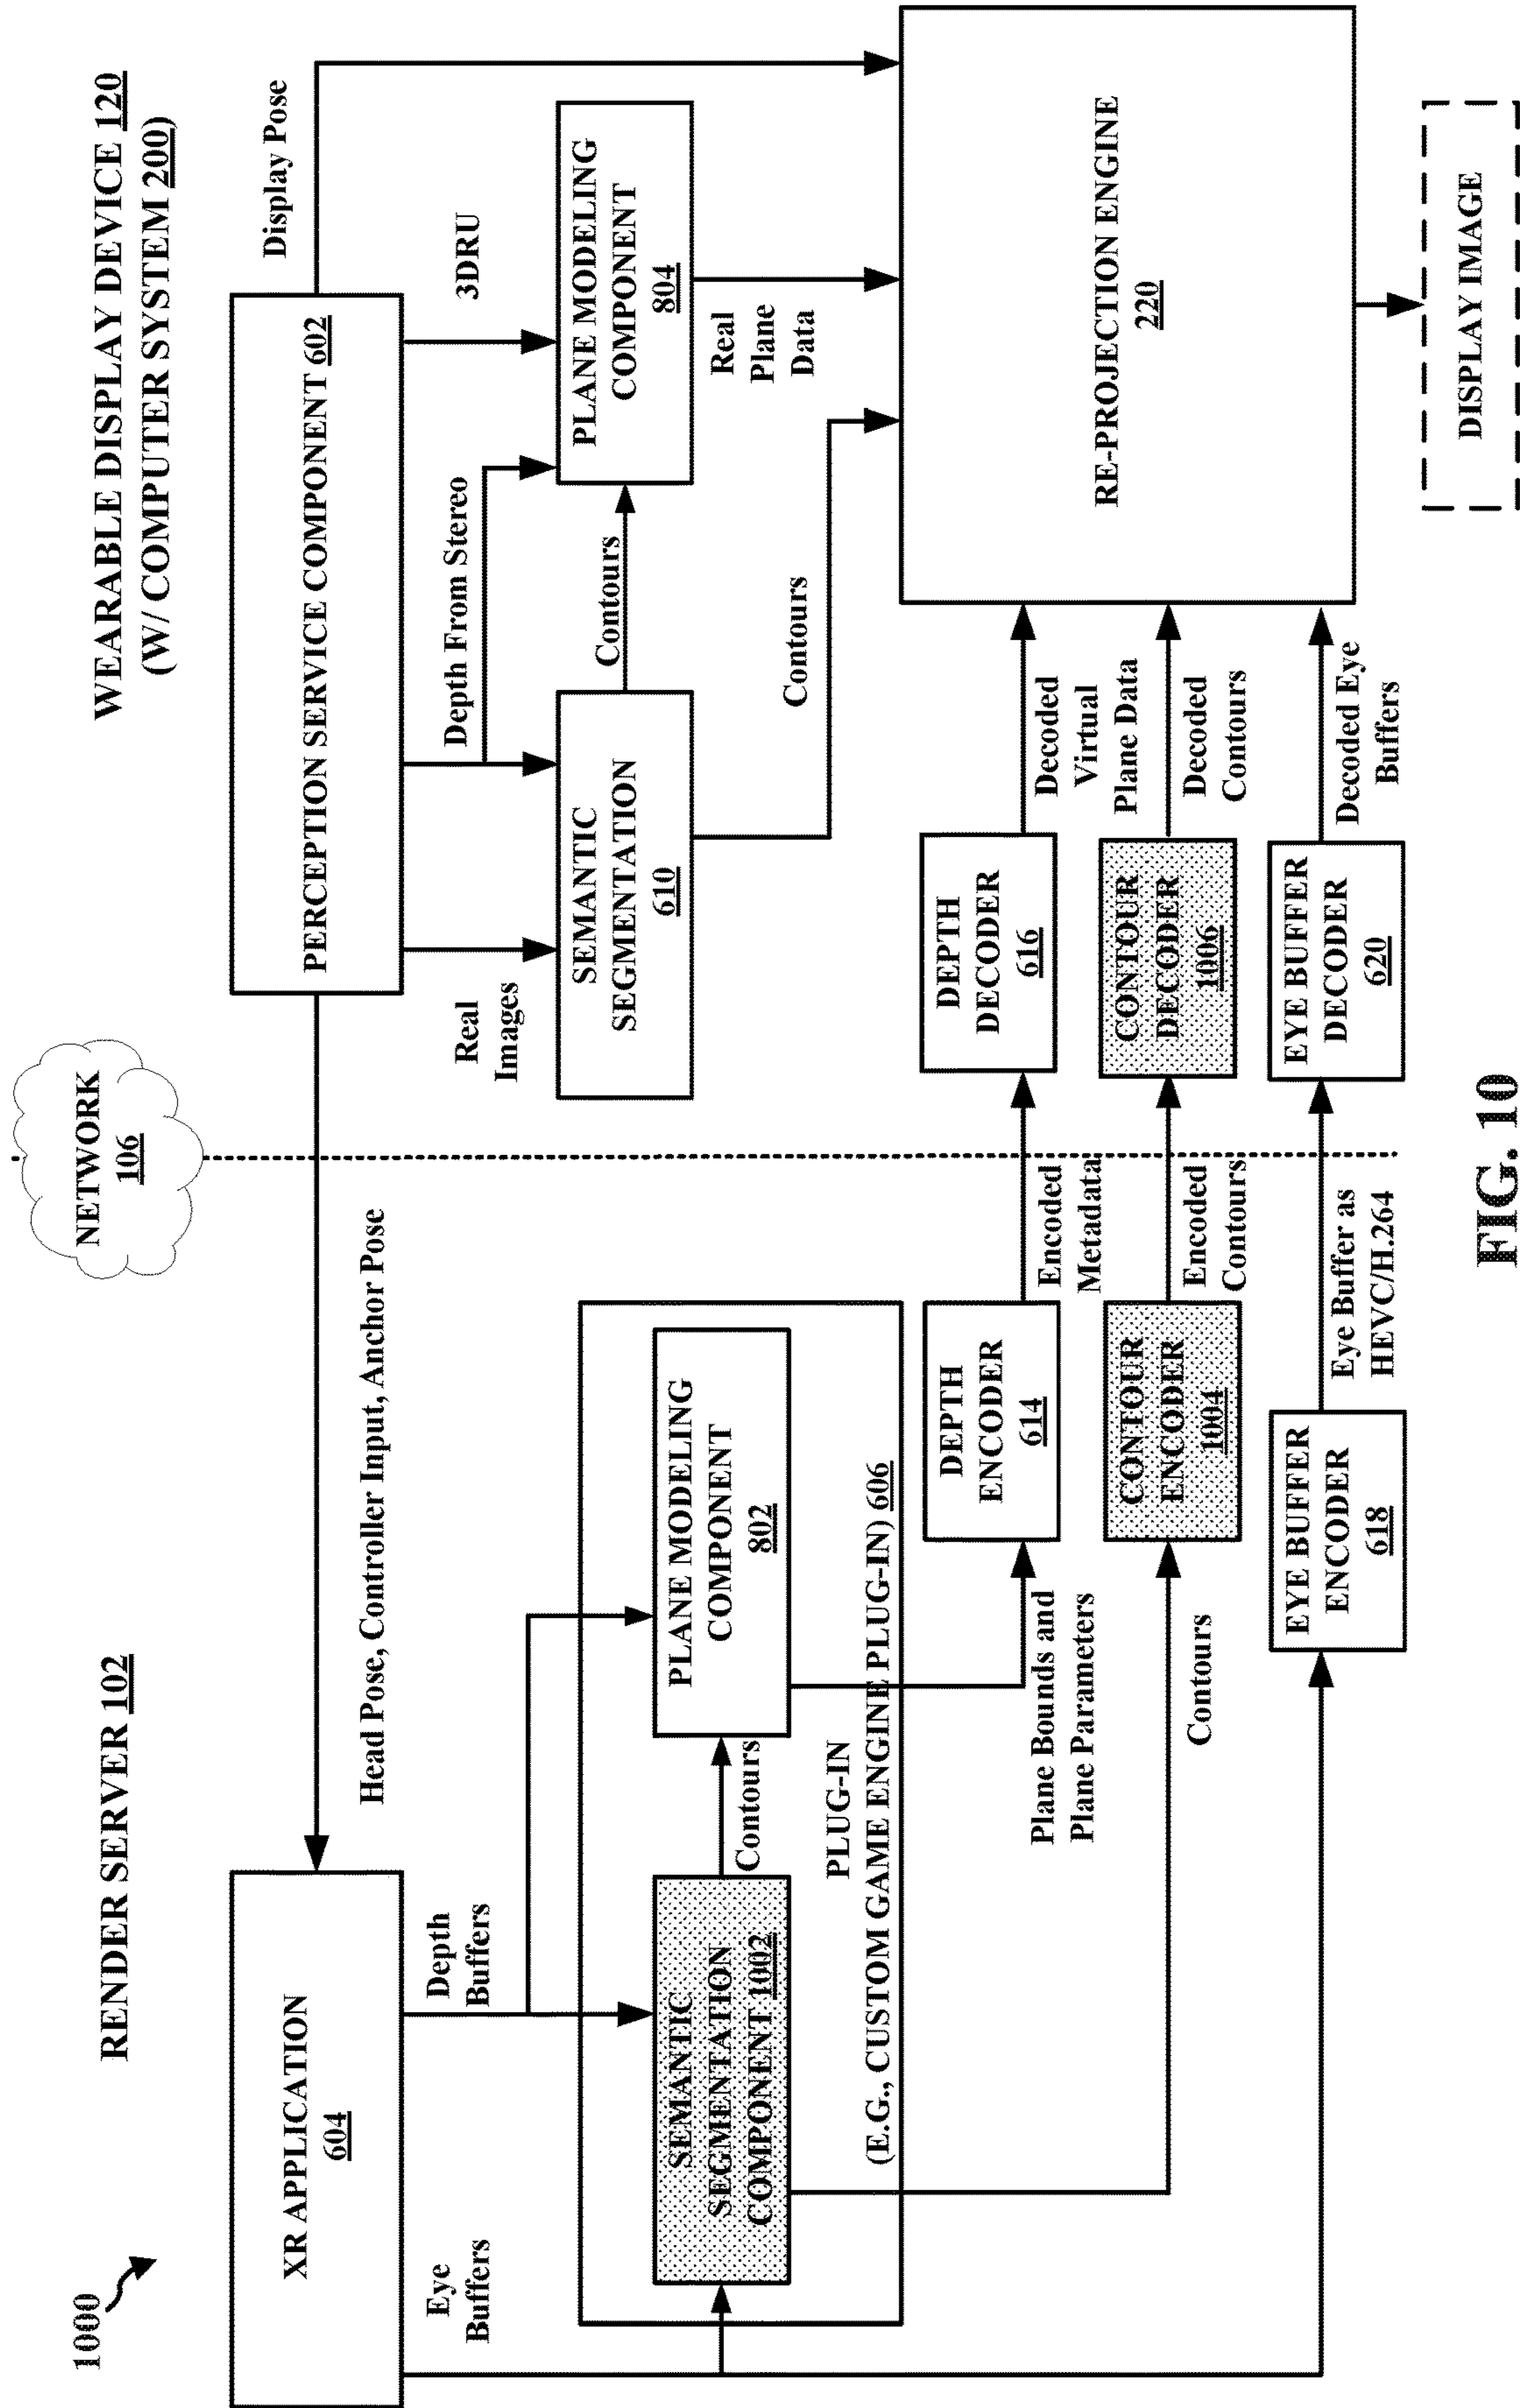 1000
RENDER SERVER 102
NETWORK
106
WEARABLE DISPLAY DEVICE 120
(W/ COMPUTER SYSTEM 200)
XR APPLICATION
604
Head Pose, Controller Input, Anchor Pose
PERCEPTION SERVICE COMPONENT 602
Display Pose
Eye
Buffers
Depth
Buffers
Real
Images
Depth From Stereo
3DRU
SEMANTIC
SEGMENTATION
COMPONENT 1002
Contours
PLANE MODELING
COMPONENT
802
SEMANTIC
SEGMENTATION
610
Contours
PLANE MODELING
COMPONENT
804
PLUG-IN
(E.G., CUSTOM GAME ENGINE PLUG-IN) 606
Contours
Real
Plane
Data
Plane Bounds and
Plane Parameters
DEPTH
ENCODER
614
Encoded
Metadata
DEPTH
DECODER
616
Decoded
Virtual
Plane Data
RE-PROJECTION ENGINE
220
Contours
CONTOUR
ENCODER
1004
Encoded
Contours
CONTOUR
DECODER
1006
Decoded
Contours
EYE BUFFER
ENCODER
618
Eye Buffer as
HEVC/H.264
EYE BUFFER
DECODER
620
Decoded Eye
Buffers
DISPLAY IMAGE
FIG. 10